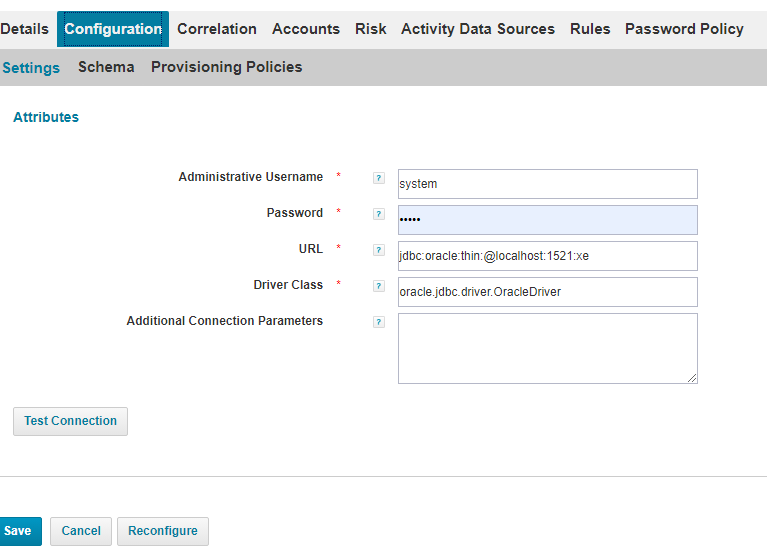 Details Configuration Correlation Accounts Risk Activity Data Sources Rules Password Policy
Settings Schema Provisioning Policies
Attributes
Administrative Username * ? system
Password * ? •••••
URL * ? jdbc:oracle:thin:@localhost:1521:xe
Driver Class * ? oracle.jdbc.driver.OracleDriver
Additional Connection Parameters ?
Test Connection
Save Cancel Reconfigure